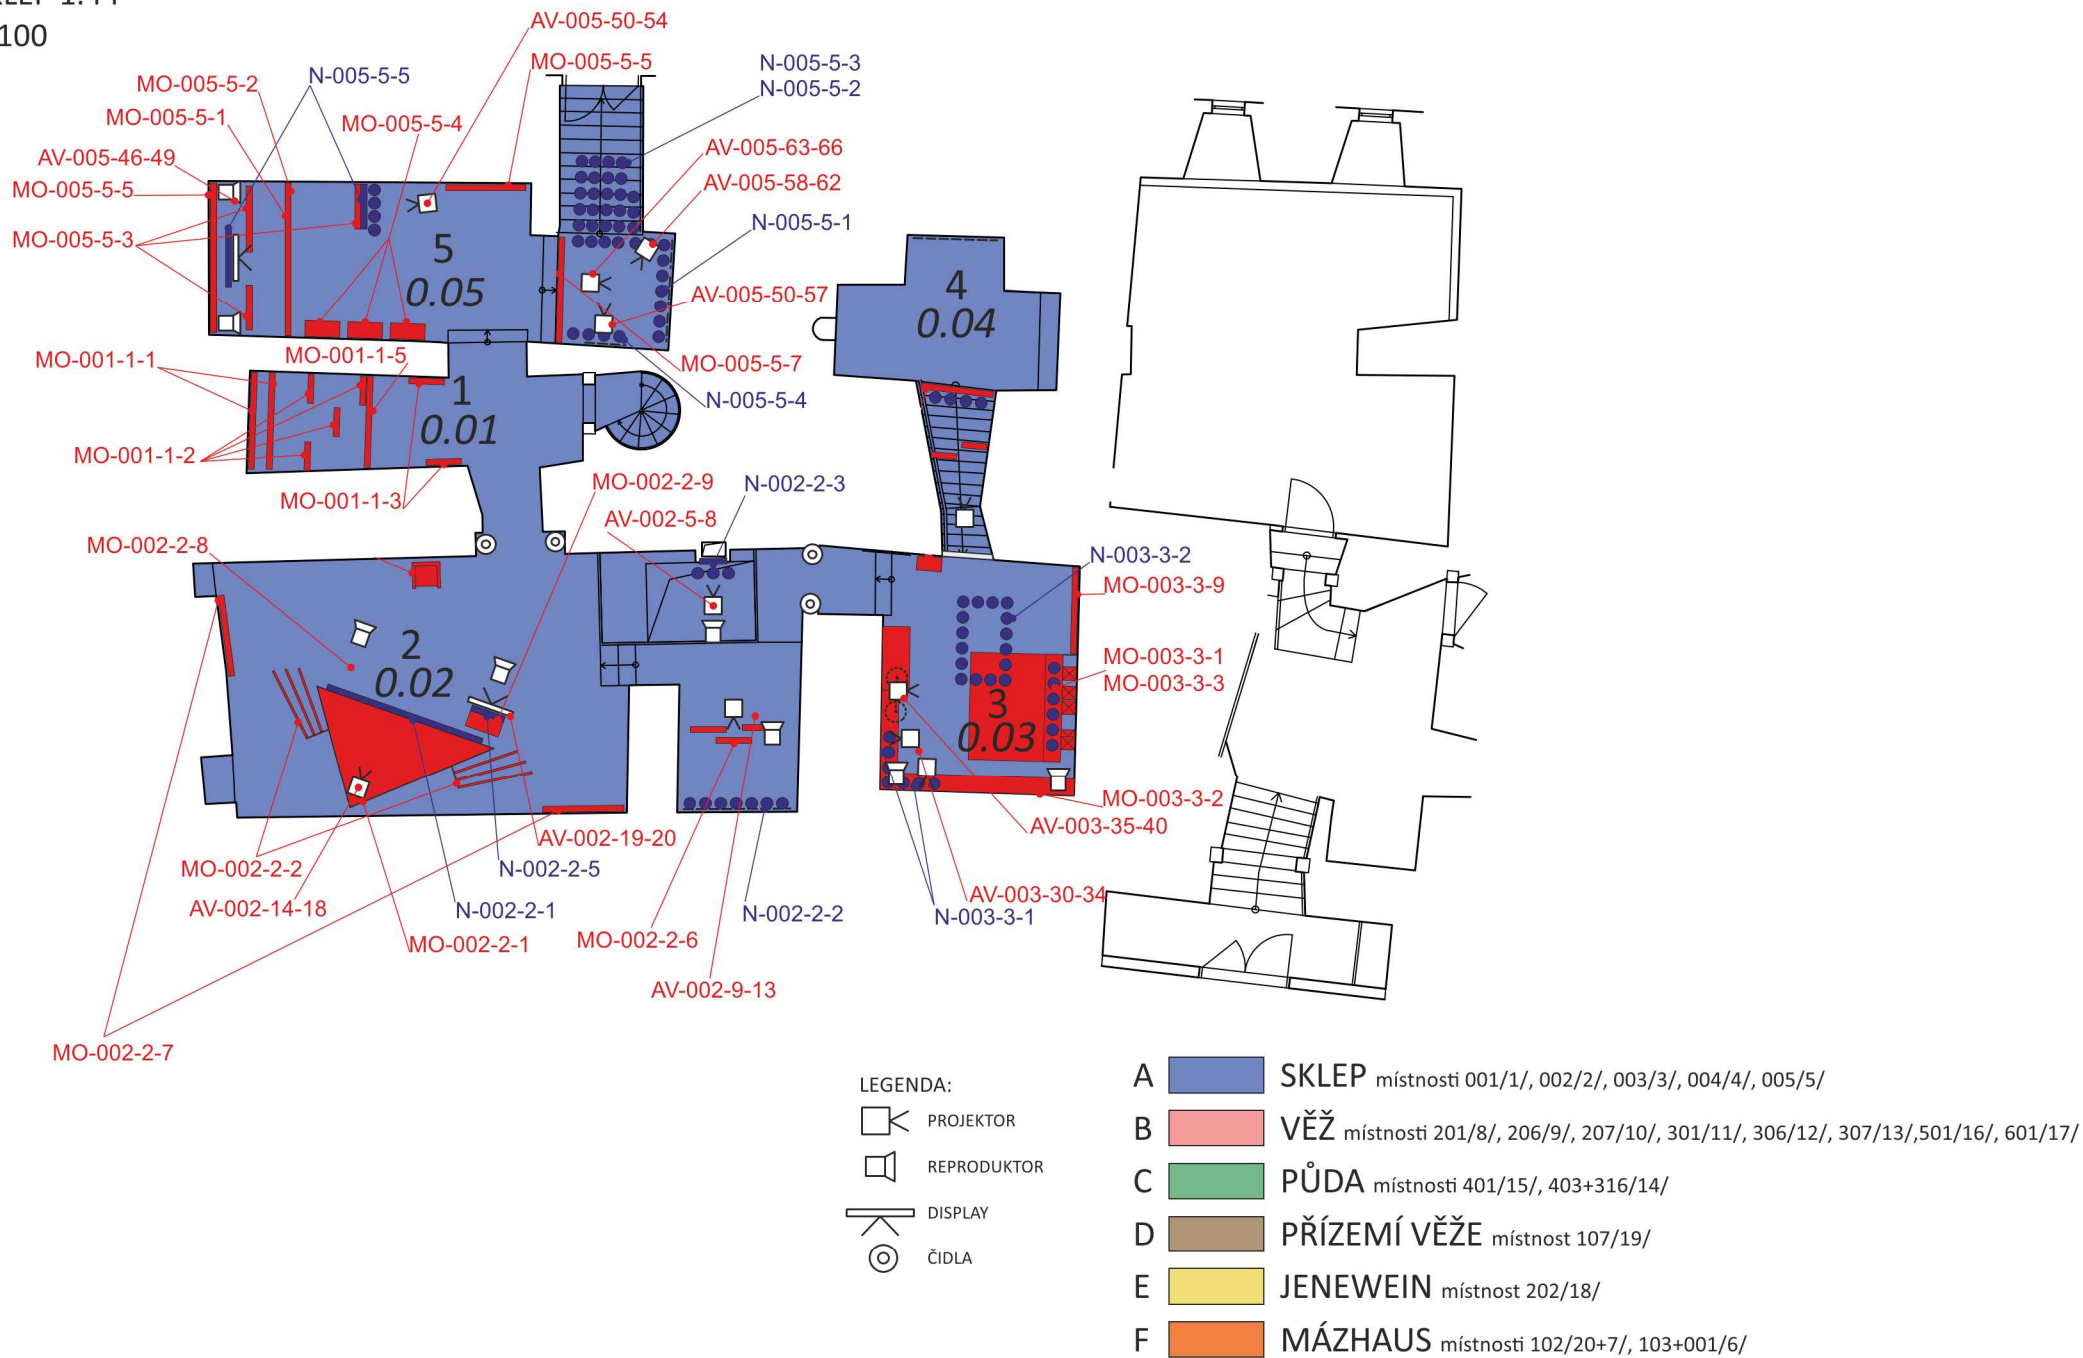 100
AV-005-50-54
MO-005-5-5
N-005-5-3
N-005-5-2
N-005-5-5
MO-005-5-2
MO-005-5-1
MO-005-5-4
AV-005-46-49
MO-005-5-5
MO-005-5-3
AV-005-63-66
AV-005-58-62
N-005-5-1
AV-005-50-57
MO-005-5-7
N-005-5-4
5
0.05
4
0.04
MO-001-1-1
MO-001-1-5
1
0.01
MO-001-1-2
MO-001-1-3
MO-002-2-9
N-002-2-3
AV-002-5-8
MO-002-2-8
N-003-3-2
MO-003-3-9
MO-003-3-1
MO-003-3-3
2
0.02
3
0.03
MO-003-3-2
AV-003-35-40
AV-002-19-20
MO-002-2-2
N-002-2-5
AV-003-30-34
AV-002-14-18
N-002-2-1
N-002-2-2
N-003-3-1
MO-002-2-1
MO-002-2-6
AV-002-9-13
MO-002-2-7
LEGENDA:
PROJEKTOR
REPRODUKTOR
DISPLAY
ČIDLA
A SKLEP místnosti 001/1/, 002/2/, 003/3/, 004/4/, 005/5/
B VĚŽ místnosti 201/8/, 206/9/, 207/10/, 301/11/, 306/12/, 307/13/,501/16/, 601/17/
C PŮDA místnosti 401/15/, 403+316/14/
D PŘÍZEMÍ VĚŽE místnost 107/19/
E JENEWEIN místnost 202/18/
F MÁZHAUS místnosti 102/20+7/, 103+001/6/